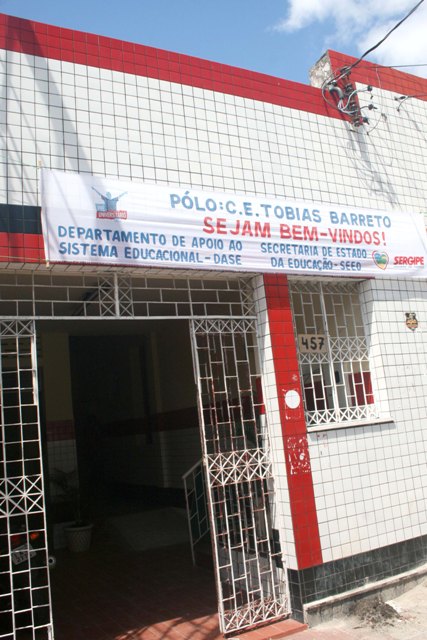 UNIVERSITÁRIO
PÓLO: C.E. TOBIAS BARRETO
SEJAM BEM-VINDOS!
DEPARTAMENTO DE APOIO AO
SISTEMA EDUCACIONAL-DASE
SECRETARIA DE ESTADO
DA EDUCAÇÃO-SEED
SERGIPE
457